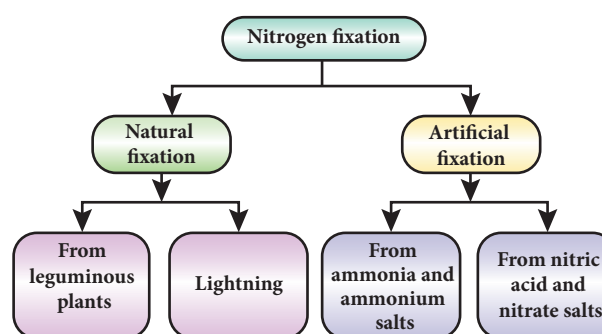 Nitrogen fixation
Natural
fixation
Artificial
fixation
From
leguminous
plants
Lightning
From
ammonia and
ammonium
salts
From nitric
acid and
nitrate salts